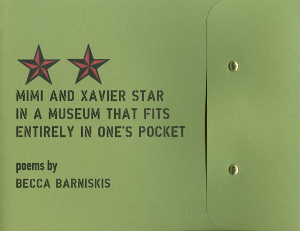 MIMI AND XAVIER STAR
IN A MUSEUM THAT FITS
ENTIRELY IN ONE'S POCKET
poems by
BECCA BARNISKIS